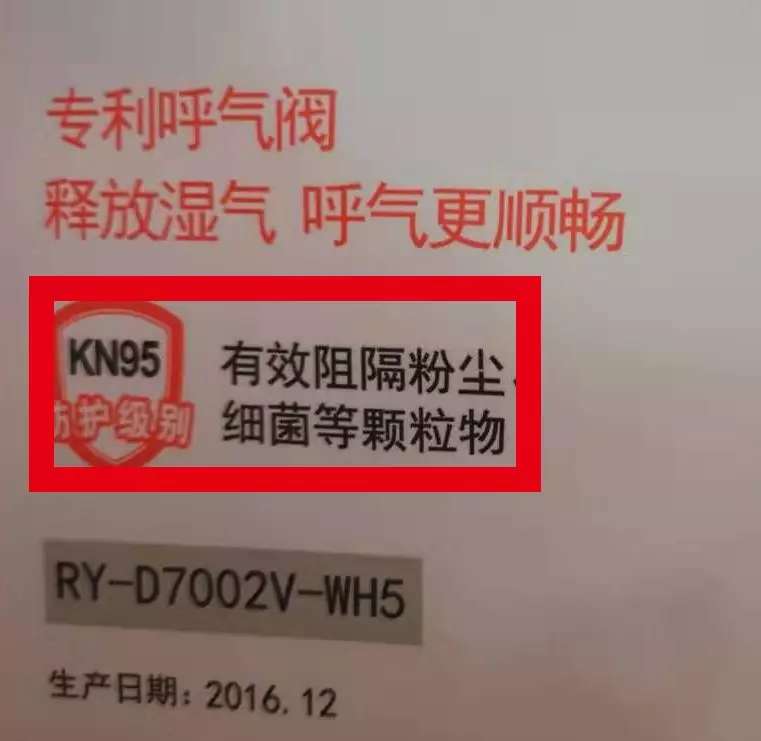 专利呼气阀
释放湿气 呼气更顺畅
KN95
防护级别
有效阻隔粉尘、
细菌等颗粒物
RY-D7002V-WH5
生产日期：2016.12